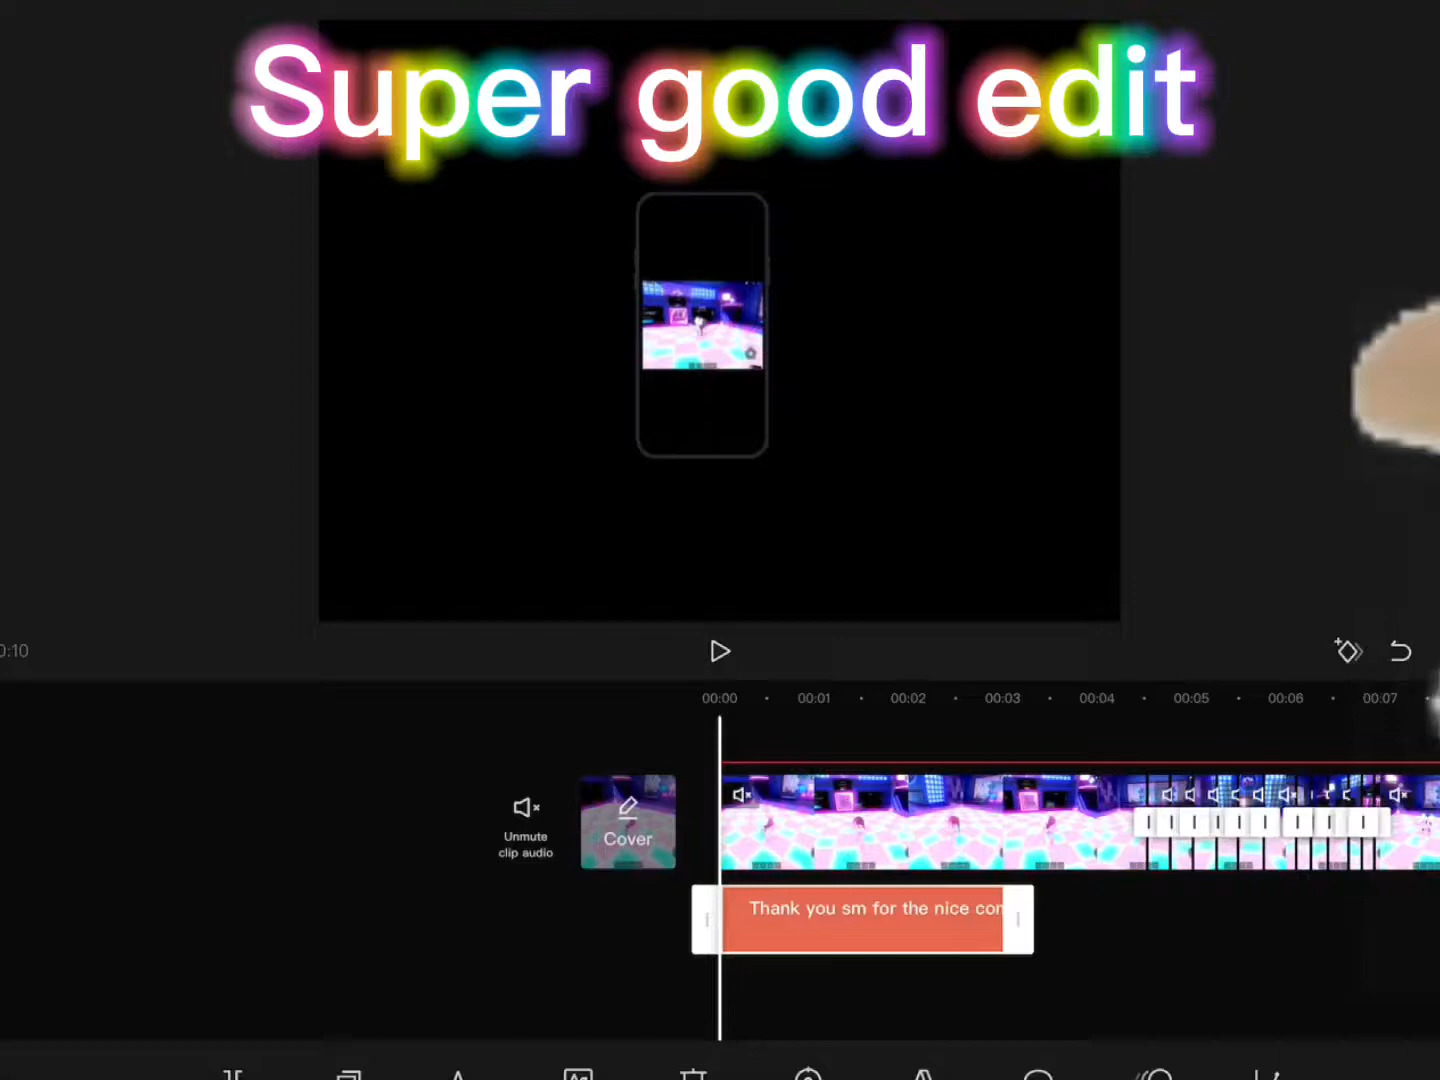 Super good edit
0:10
00:00 00:01 00:02 00:03 00:04 00:05 00:06 00:07
Unmute
clip audio
Cover
Thank you sm for the nice con